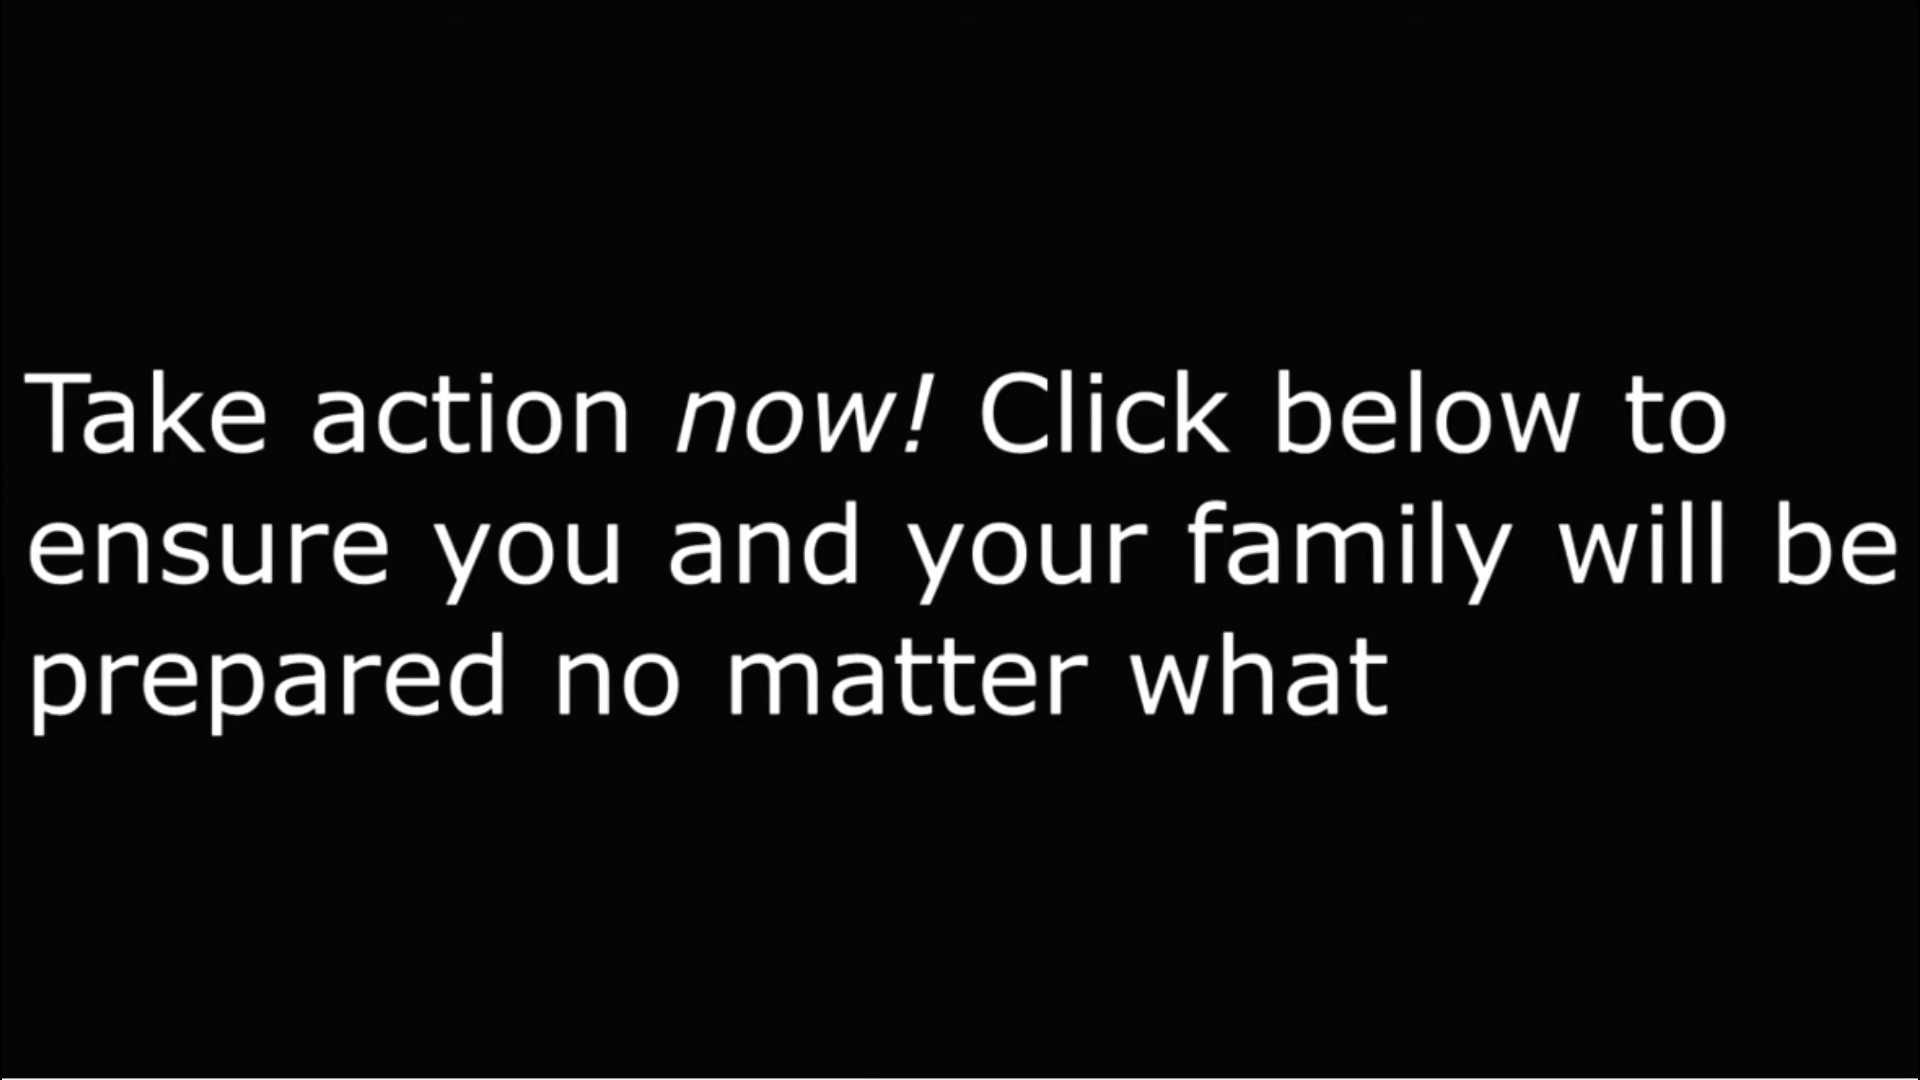 Take action now! Click below to
ensure you and your family will be
prepared no matter what